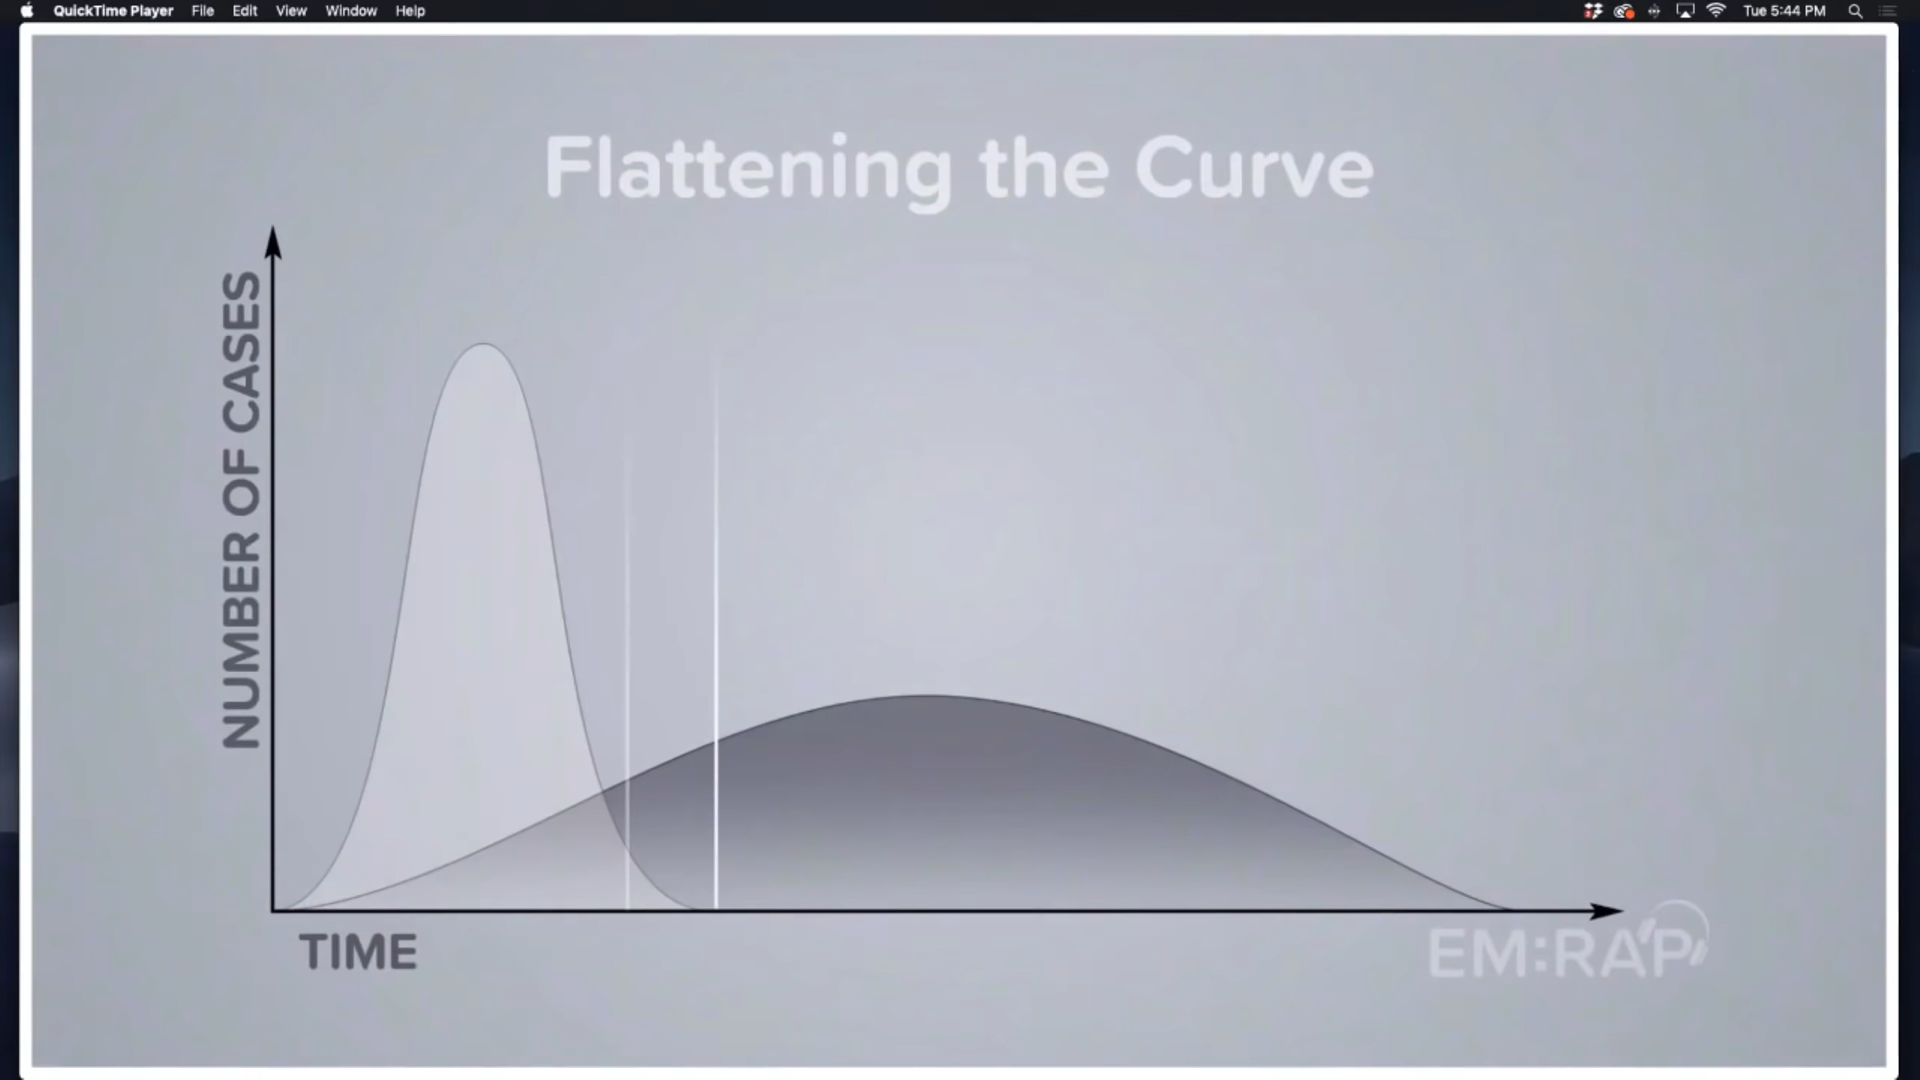 QuickTime Player File Edit View Window Help Tue 5:44 PM
Flattening the Curve
NUMBER OF CASES
TIME
EM:RAP